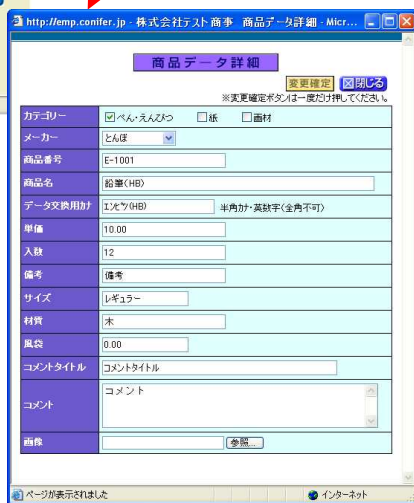 http://emp.conifer.jp - 株式会社テスト商事　商品データ詳細 - Micr...
商品データ詳細
変更確定 ×閉じる
※変更確定ボタンは一度だけ押してください。
カテゴリー ぺん・えんぴつ 紙 画材
メーカー とんぼ
商品番号 E-1001
商品名 鉛筆(HB)
データ交換用ｶﾅ ｴﾝﾋﾟﾂ(HB) 半角ｶﾅ・英数字(全角不可)
単価 10.00
入数 12
備考 備考
サイズ レギュラー
材質 木
風袋 0.00
コメントタイトル コメントタイトル
コメント コメント
画像 参照...
ページが表示されました インターネット